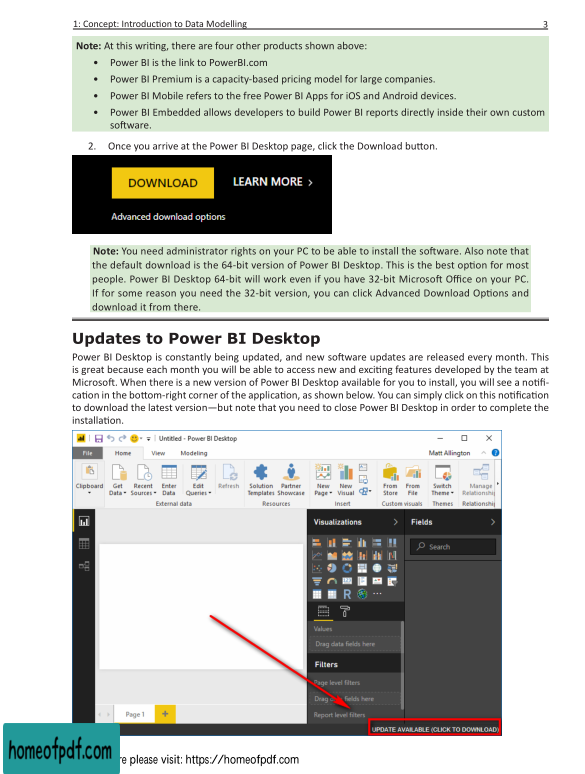 1: Concept: Introduction to Data Modelling 3
Note: At this writing, there are four other products shown above:
• Power BI is the link to PowerBI.com
• Power BI Premium is a capacity-based pricing model for large companies.
• Power BI Mobile refers to the free Power BI Apps for iOS and Android devices.
• Power BI Embedded allows developers to build Power BI reports directly inside their own custom
software.
2. Once you arrive at the Power BI Desktop page, click the Download button.
DOWNLOAD LEARN MORE >
Advanced download options
Note: You need administrator rights on your PC to be able to install the software. Also note that
the default download is the 64-bit version of Power BI Desktop. This is the best option for most
people. Power BI Desktop 64-bit will work even if you have 32-bit Microsoft Office on your PC.
If for some reason you need the 32-bit version, you can click Advanced Download Options and
download it from there.
Updates to Power BI Desktop
Power BI Desktop is constantly being updated, and new software updates are released every month. This
is great because each month you will be able to access new and exciting features developed by the team at
Microsoft. When there is a new version of Power BI Desktop available for you to install, you will see a notifi-
cation in the bottom-right corner of the application, as shown below. You can simply click on this notification
to download the latest version—but note that you need to close Power BI Desktop in order to complete the
installation.
Untitled - Power BI Desktop
File Home View Modeling Matt Allington
Clipboard Get Data Recent Sources Enter Data Edit Queries Refresh Solution Templates Partner Showcase New Page New Visual From Store From File Switch Theme Manage Relationship
External data Resources Insert Custom visuals Themes Relationship
Visualizations > Fields >
Search
R
Values
Drag data fields here
Filters
Page level filters
Drag data fields here
Report level filters
Page 1 +
UPDATE AVAILABLE (CLICK TO DOWNLOAD)
homeofpdf.com
re please visit: https://homeofpdf.com